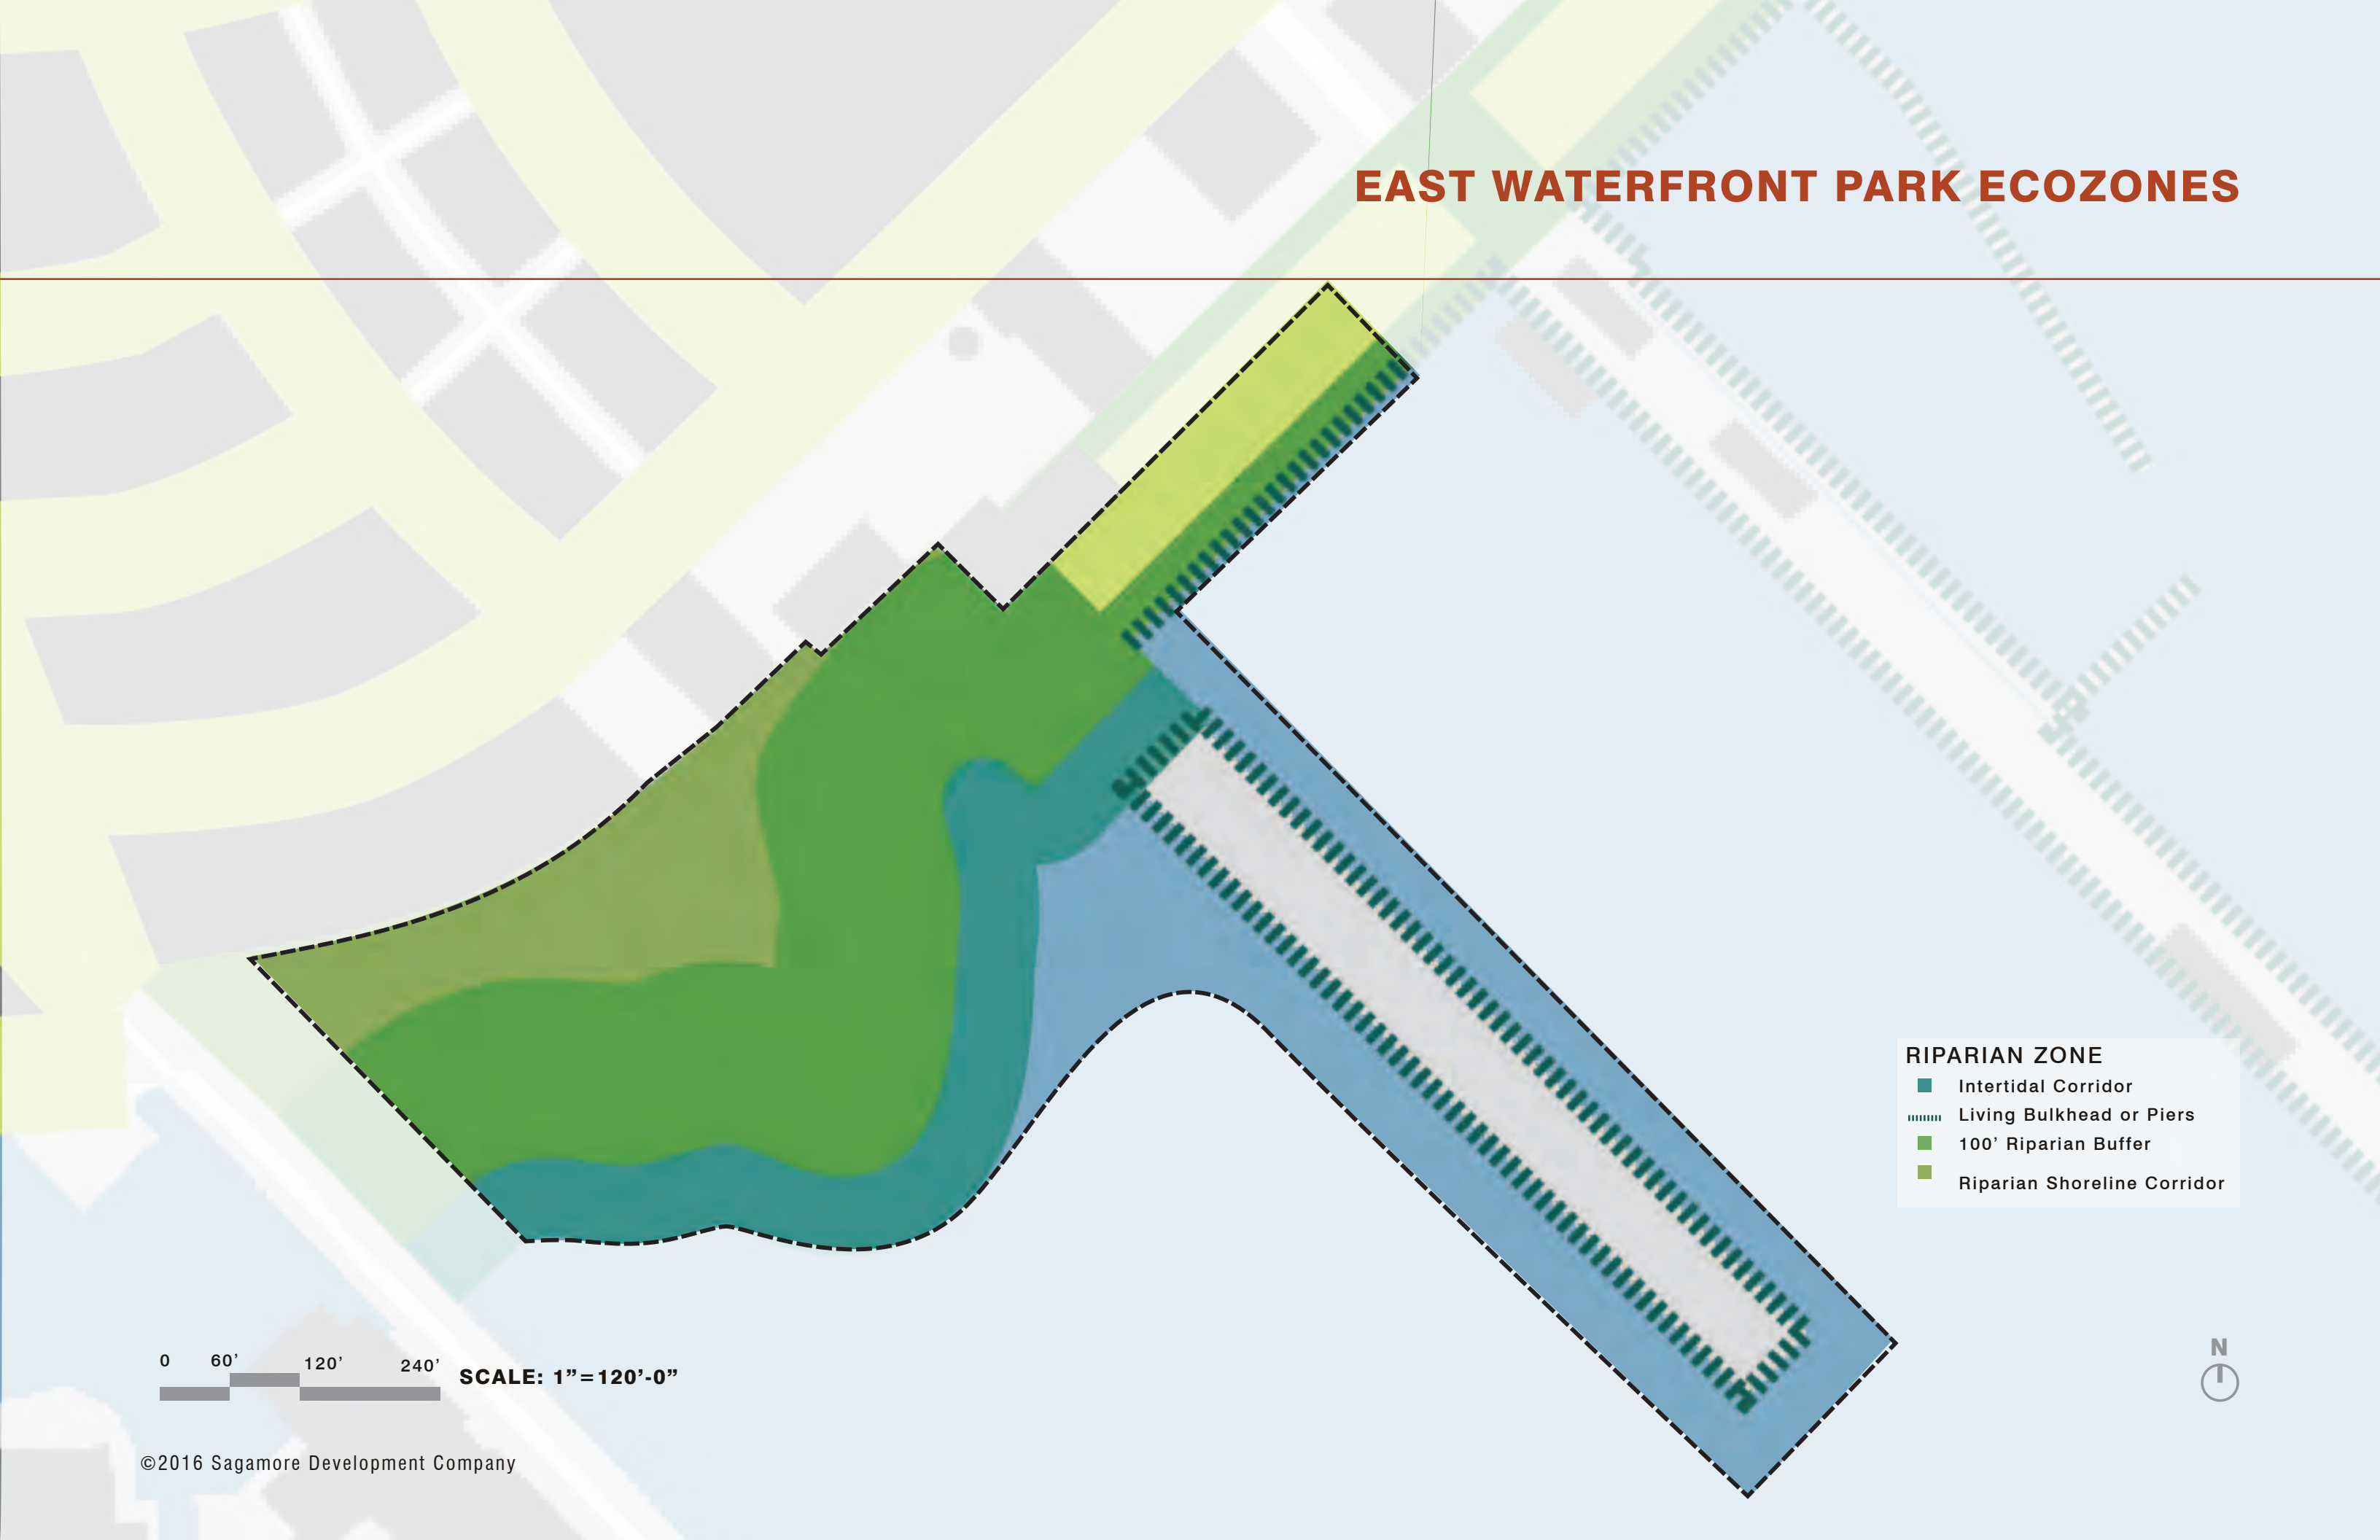 EAST WATERFRONT PARK ECOZONES
RIPARIAN ZONE
Intertidal Corridor
Living Bulkhead or Piers
100’ Riparian Buffer
Riparian Shoreline Corridor
N
0 60’ 120’ 240’
SCALE: 1”=120’-0”
©2016 Sagamore Development Company